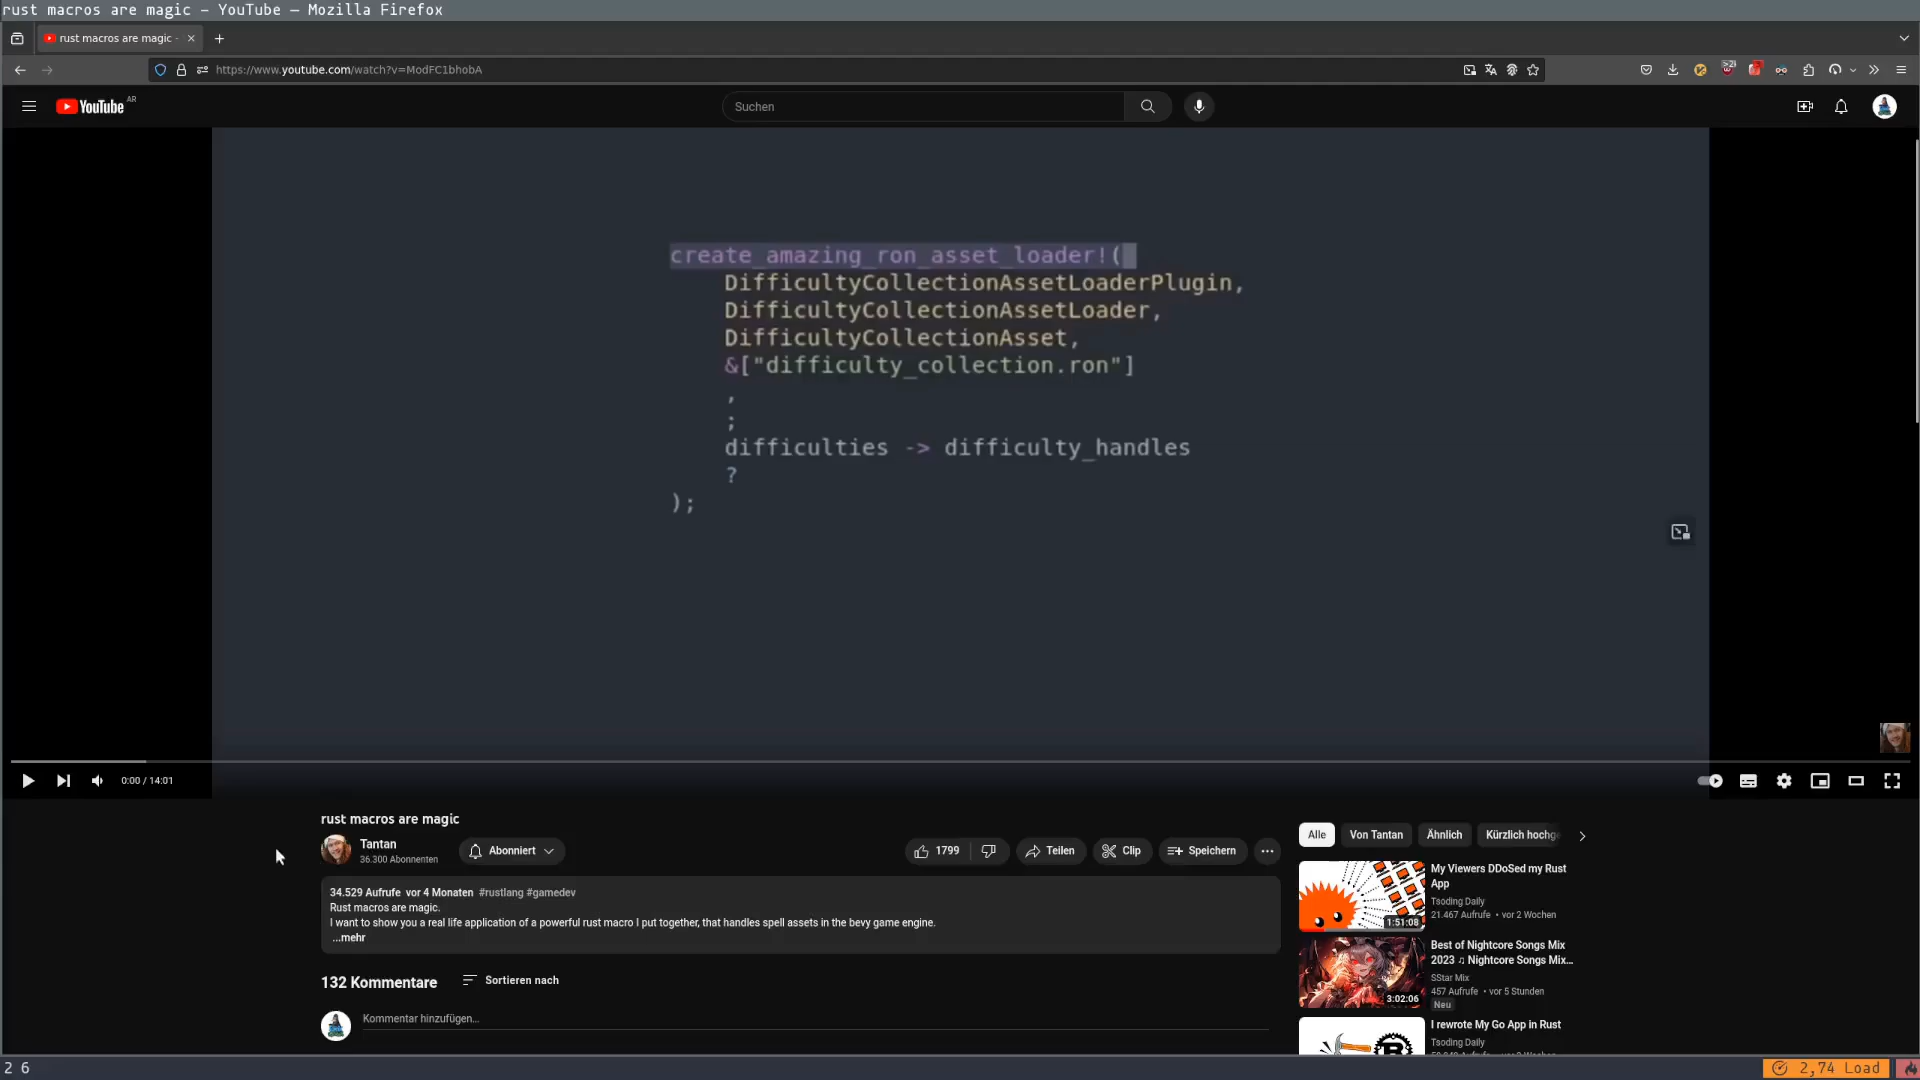 rust macros are magic – YouTube — Mozilla Firefox
rust macros are magic -
https://www.youtube.com/watch?v=ModFC1bhobA
>21
YouTube AR
Suchen
create_amazing_ron_asset_loader!(
DifficultyCollectionAssetLoaderPlugin,
DifficultyCollectionAssetLoader,
DifficultyCollectionAsset,
&["difficulty_collection.ron"]
,
;
difficulties -> difficulty_handles
?
);
0:00 / 14:01
rust macros are magic
Tantan
36.300 Abonnenten
Abonniert
1799
Teilen
Clip
Speichern
34.529 Aufrufe vor 4 Monaten #rustlang #gamedev
Rust macros are magic.
I want to show you a real life application of a powerful rust macro I put together, that handles spell assets in the bevy game engine.
...mehr
132 Kommentare
Sortieren nach
Kommentar hinzufügen...
Alle
Von Tantan
Ähnlich
Kürzlich hochge
My Viewers DDoSed my Rust
App
Tsoding Daily
21.467 Aufrufe • vor 2 Wochen
1:51:08
Best of Nightcore Songs Mix
2023 ♫ Nightcore Songs Mix...
SStar Mix
457 Aufrufe • vor 5 Stunden
Neu
3:02:06
I rewrote My Go App in Rust
Tsoding Daily
2 6
2,74 Load